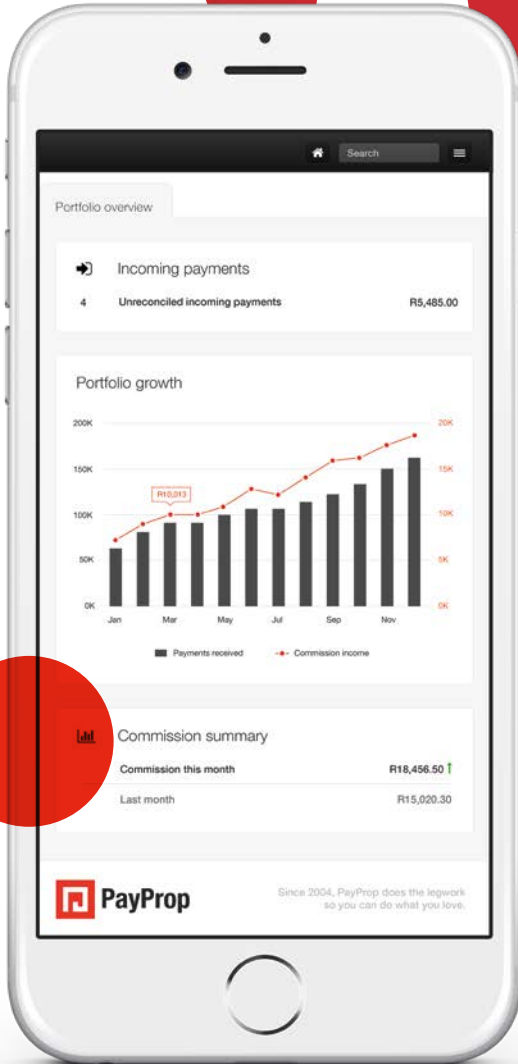 Search
Portfolio overview
Incoming payments
4 Unreconciled incoming payments R5,485.00
Portfolio growth
200K 20K
150K 15K
R10,013
100K 10K
50K 5K
0K 0K
Jan Mar May Jul Sep Nov
Payments received Commission income
Commission summary
Commission this month R18,456.50
Last month R15,020.30
PayProp
Since 2004, PayProp does the legwork
so you can do what you love.